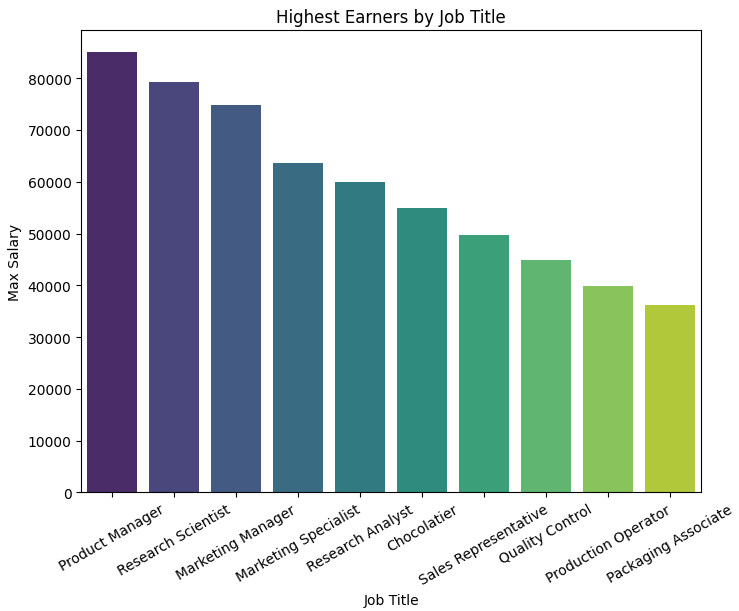 Highest Earners by Job Title
Max Salary
80000
70000
60000
50000
40000
30000
20000
10000
0
Product Manager
Research Scientist
Marketing Manager
Marketing Specialist
Research Analyst
Chocolatier
Sales Representative
Quality Control
Production Operator
Packaging Associate
Job Title